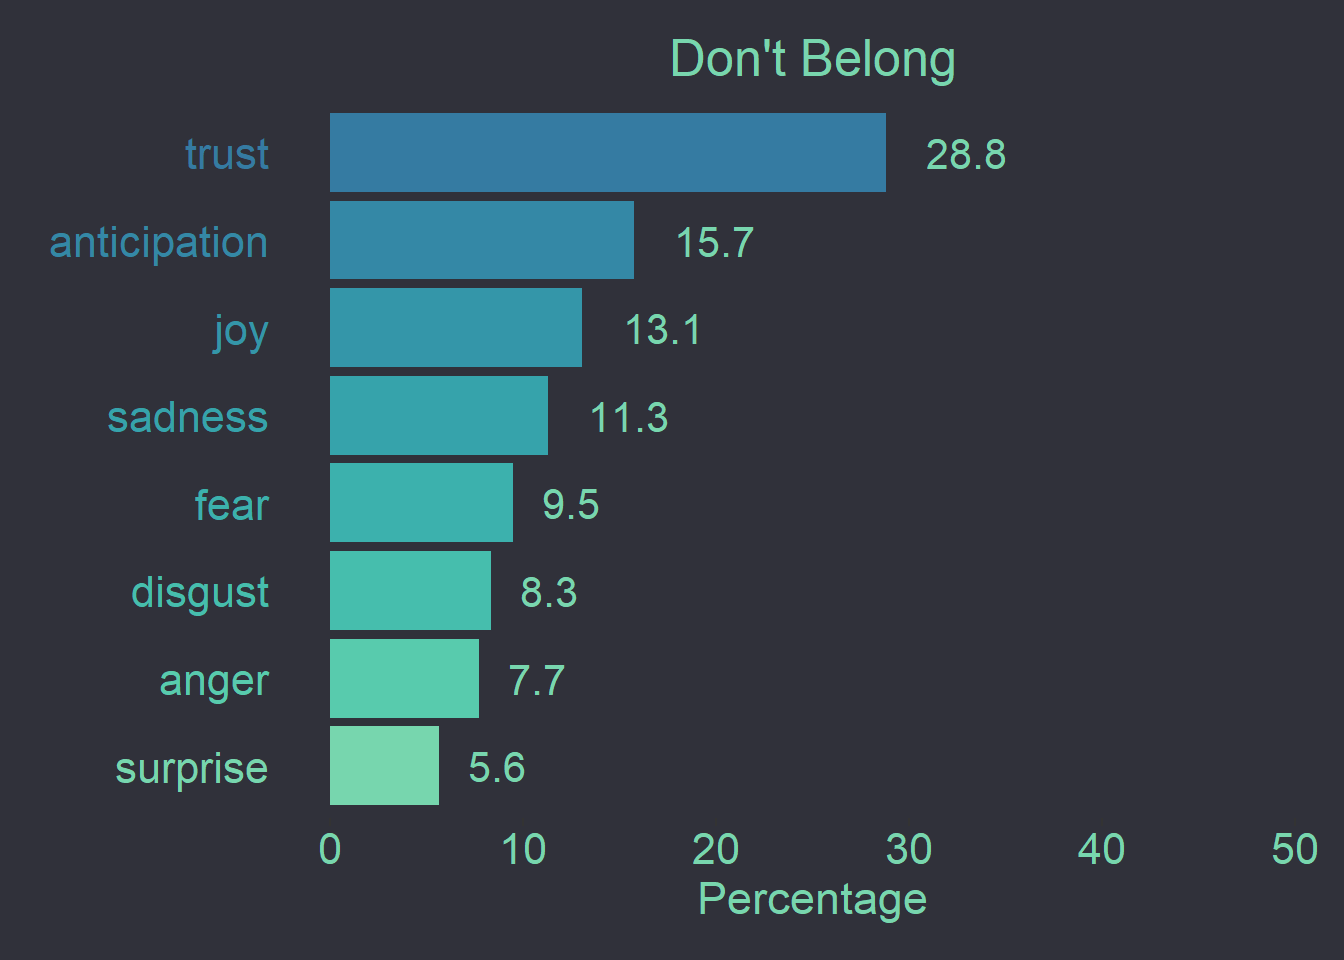 Don't Belong
trust 28.8
anticipation 15.7
joy 13.1
sadness 11.3
fear 9.5
disgust 8.3
anger 7.7
surprise 5.6
0 10 20 30 40 50
Percentage